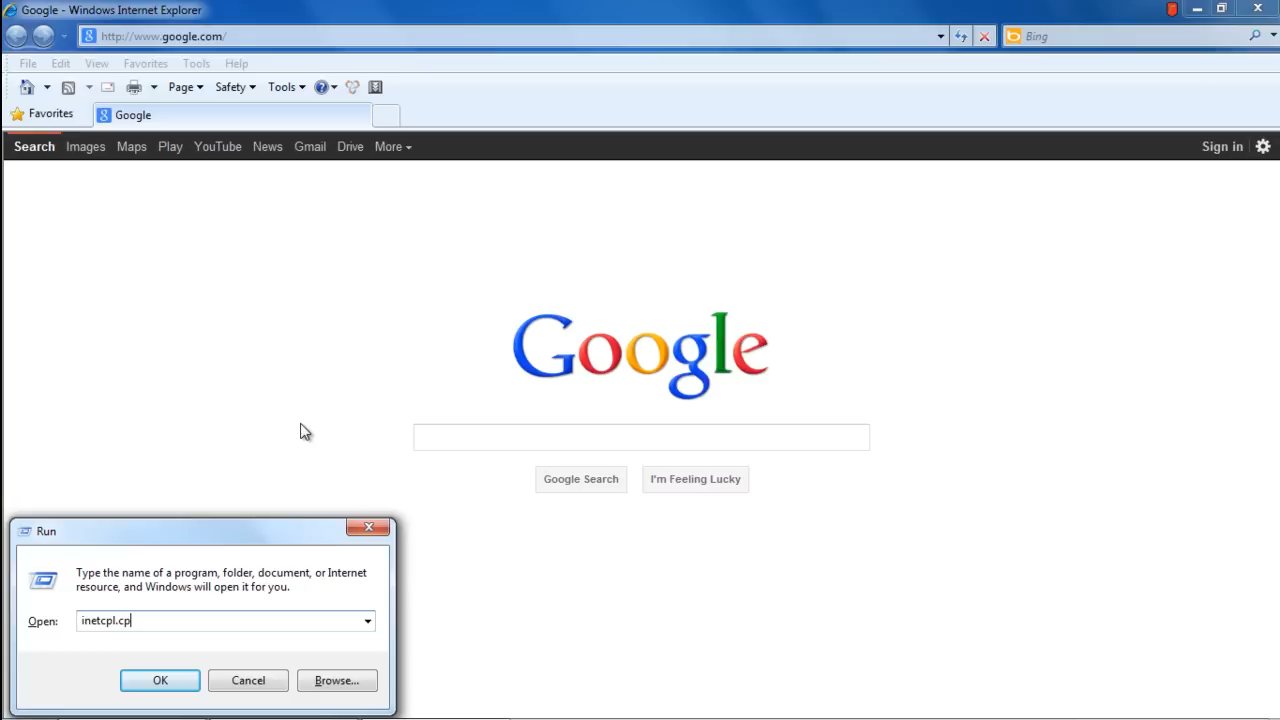 Google - Windows Internet Explorer
http://www.google.com/
Bing
File Edit View Favorites Tools Help
Page Safety Tools
Favorites Google
Search Images Maps Play YouTube News Gmail Drive More Sign in
Google
Google Search I'm Feeling Lucky
Run
Type the name of a program, folder, document, or Internet
resource, and Windows will open it for you.
Open: inetcpl.cp
OK Cancel Browse...